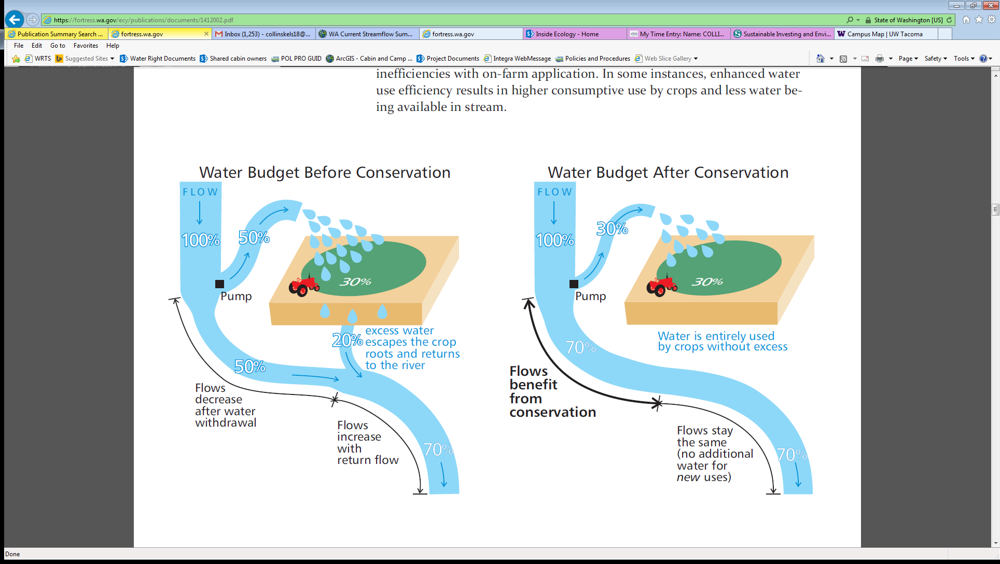 https://fortress.wa.gov/ecy/publications/documents/1412002.pdf
State of Washington [US]
Publication Summary Search ...
fortress.wa.gov
Inbox (1,253) - collinskels18@...
WA Current Streamflow Sum...
fortress.wa.gov
Inside Ecology - Home
My Time Entry: Name: COLLI...
Sustainable Investing and Envi...
Campus Map | UW Tacoma
File Edit Go to Favorites Help
WRTS Suggested Sites Water Right Documents Shared cabin owners POL PRO GUID ArcGIS - Cabin and Camp ... Project Documents Integra WebMessage Policies and Procedures Web Slice Gallery
Page Safety Tools
inefficiencies with on-farm application. In some instances, enhanced water
use efficiency results in higher consumptive use by crops and less water be-
ing available in stream.
Water Budget Before Conservation
FLOW
100%
50%
30%
Pump
20%
excess water
escapes the crop
roots and returns
to the river
50%
Flows
decrease
after water
withdrawal
Flows
increase
with
return flow
70%
Water Budget After Conservation
FLOW
100%
30%
30%
Pump
Water is entirely used
by crops without excess
70%
Flows
benefit
from
conservation
Flows stay
the same
(no additional
water for
new uses)
70%
Done